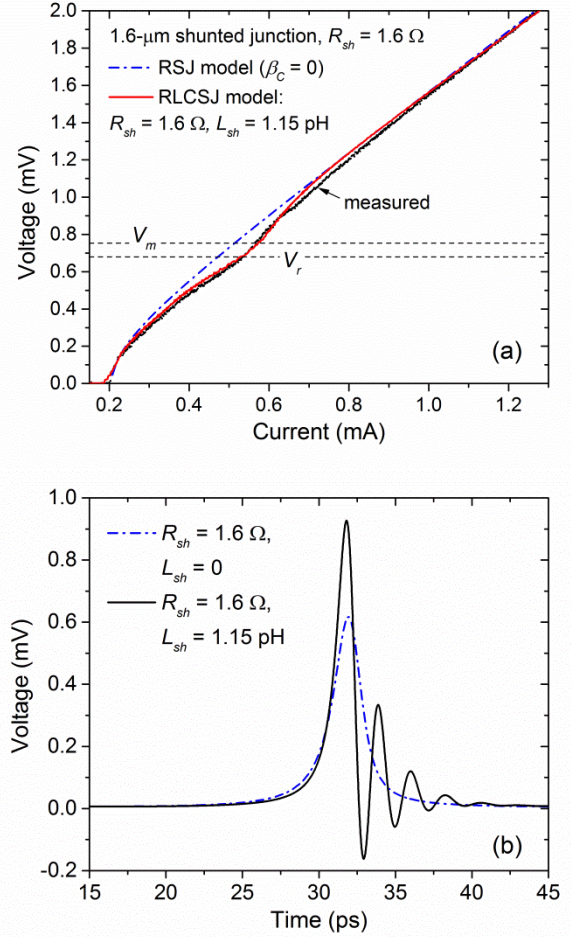 2.0
1.8
1.6
1.4
1.2
1.0
0.8
0.6
0.4
0.2
0.0
Voltage (mV)
1.6-μm shunted junction, R_sh = 1.6 Ω
RSJ model (β_C = 0)
RLCSJ model:
R_sh = 1.6 Ω, L_sh = 1.15 pH
measured
V_m
V_r
(a)
0.2 0.4 0.6 0.8 1.0 1.2
Current (mA)
1.0
0.8
0.6
0.4
0.2
0.0
-0.2
Voltage (mV)
R_sh = 1.6 Ω,
L_sh = 0
R_sh = 1.6 Ω,
L_sh = 1.15 pH
(b)
15 20 25 30 35 40 45
Time (ps)